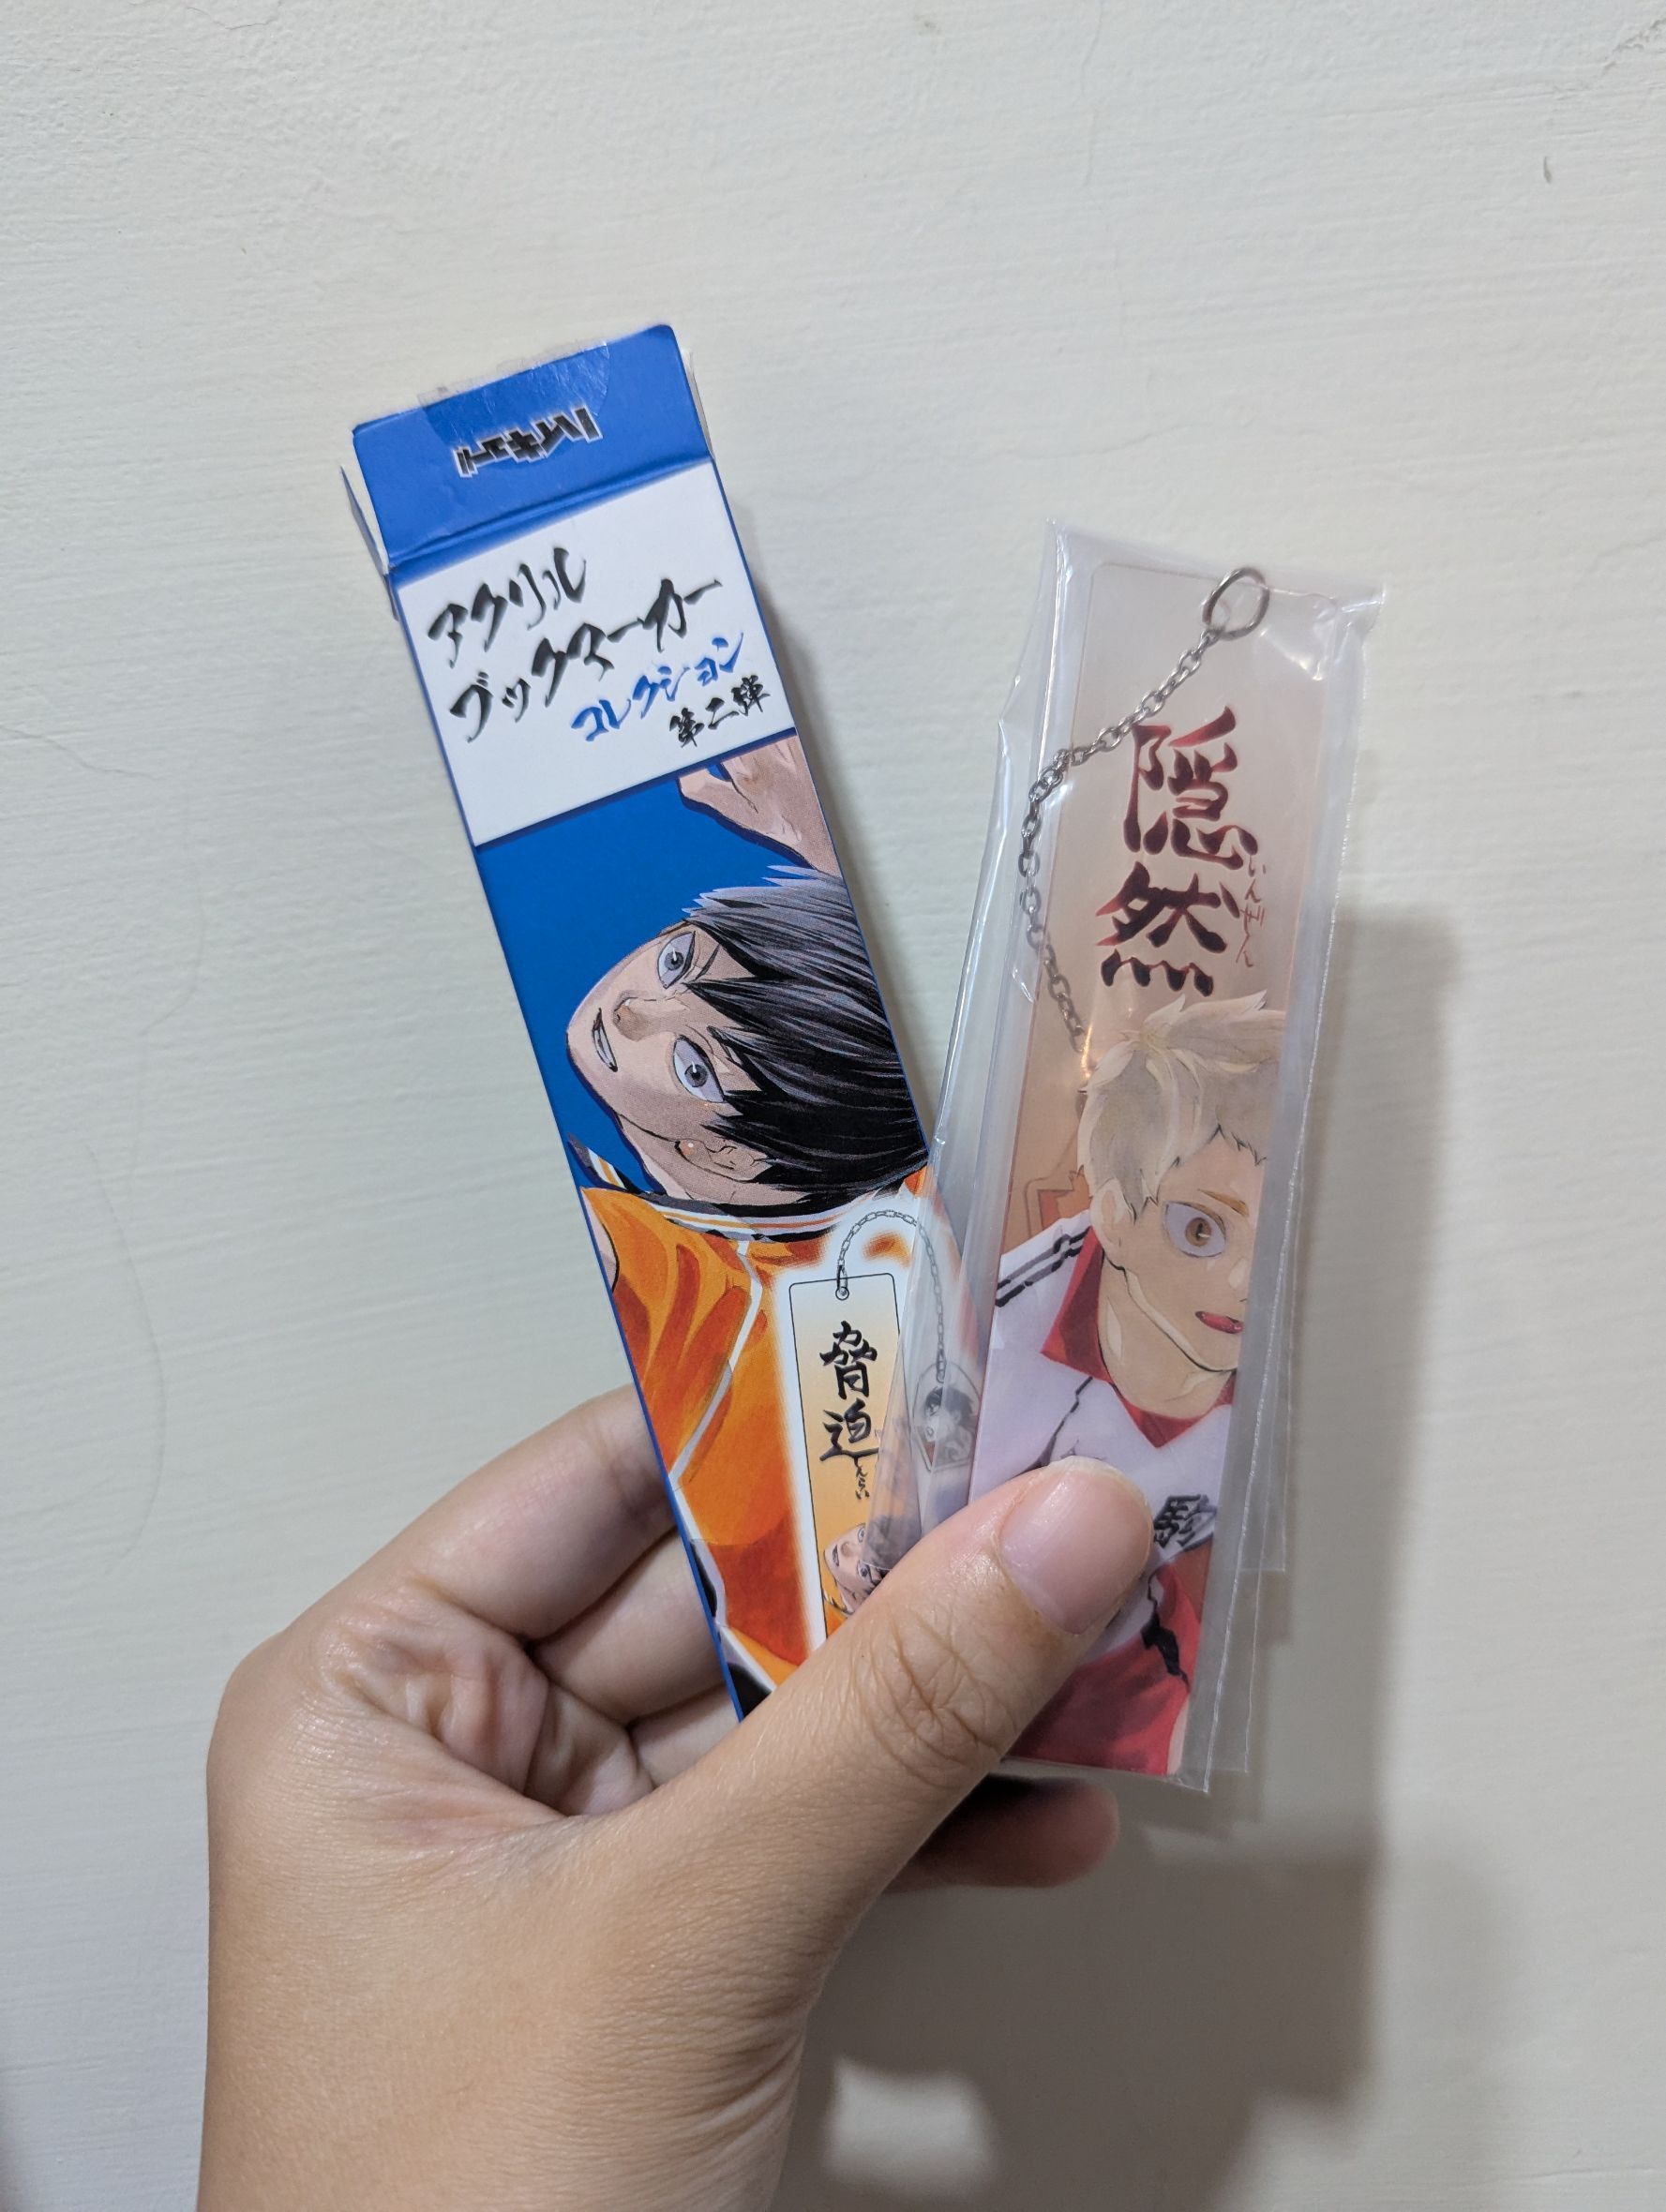 ハイキュー
アクリル
ブックマーカー
コレクション
第二弾
脅迫
隠然
いんぜん
駒